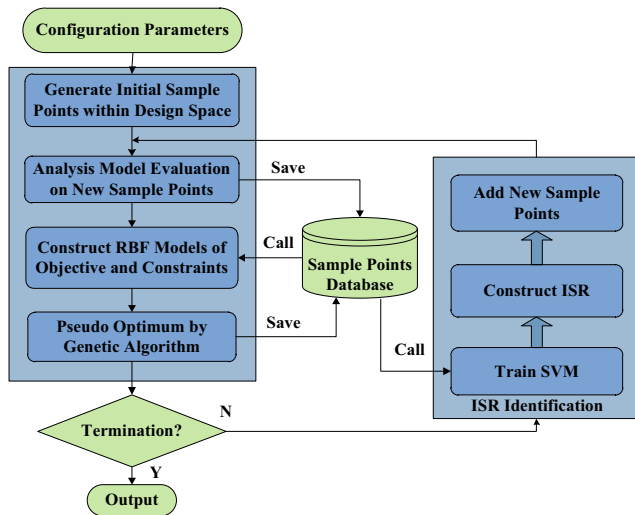 Configuration Parameters
Generate Initial Sample
Points within Design Space
Analysis Model Evaluation
on New Sample Points
Save
Construct RBF Models of
Objective and Constraints
Call
Sample Points
Database
Pseudo Optimum by
Genetic Algorithm
Save
Call
Add New Sample
Points
Construct ISR
Train SVM
ISR Identification
Termination?
N
Y
Output